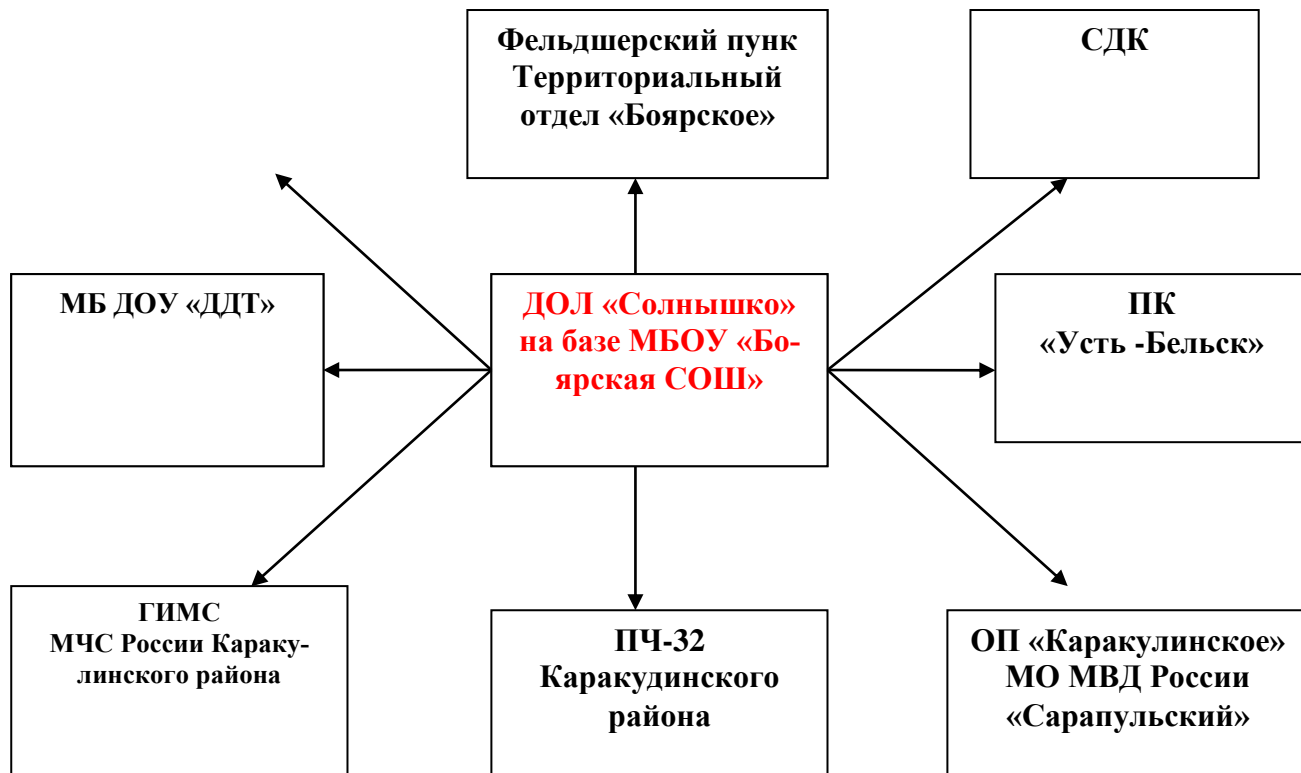 Фельдшерский пунк
Территориальный
отдел «Боярское»
СДК
МБ ДОУ «ДДТ»
ДОЛ «Солнышко»
на базе МБОУ «Бо-
ярская СОШ»
ПК
«Усть -Бельск»
ГИМС
МЧС России Караку-
линского района
ПЧ-32
Каракудинского
района
ОП «Каракулинское»
МО МВД России
«Сарапульский»